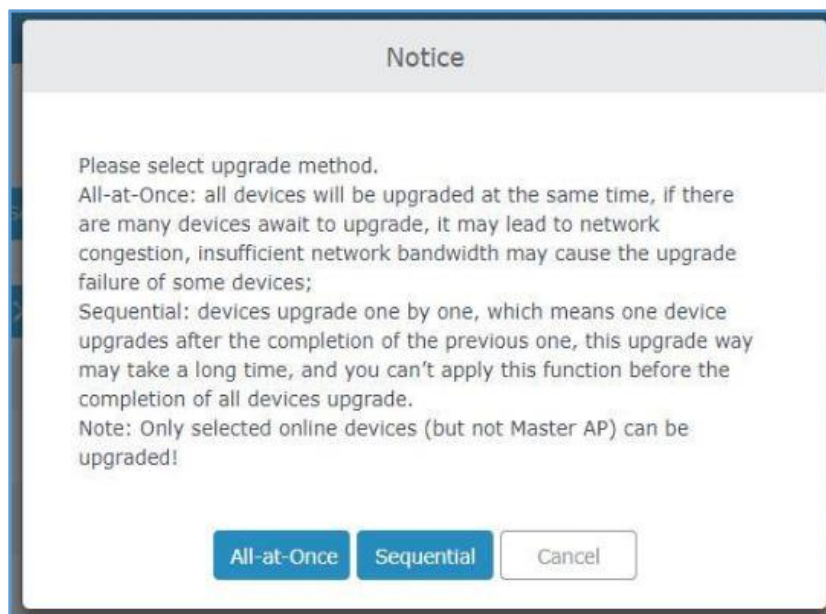 Notice
Please select upgrade method.
All-at-Once: all devices will be upgraded at the same time, if there
are many devices await to upgrade, it may lead to network
congestion, insufficient network bandwidth may cause the upgrade
failure of some devices;
Sequential: devices upgrade one by one, which means one device
upgrades after the completion of the previous one, this upgrade way
may take a long time, and you can’t apply this function before the
completion of all devices upgrade.
Note: Only selected online devices (but not Master AP) can be
upgraded!
All-at-Once Sequential Cancel